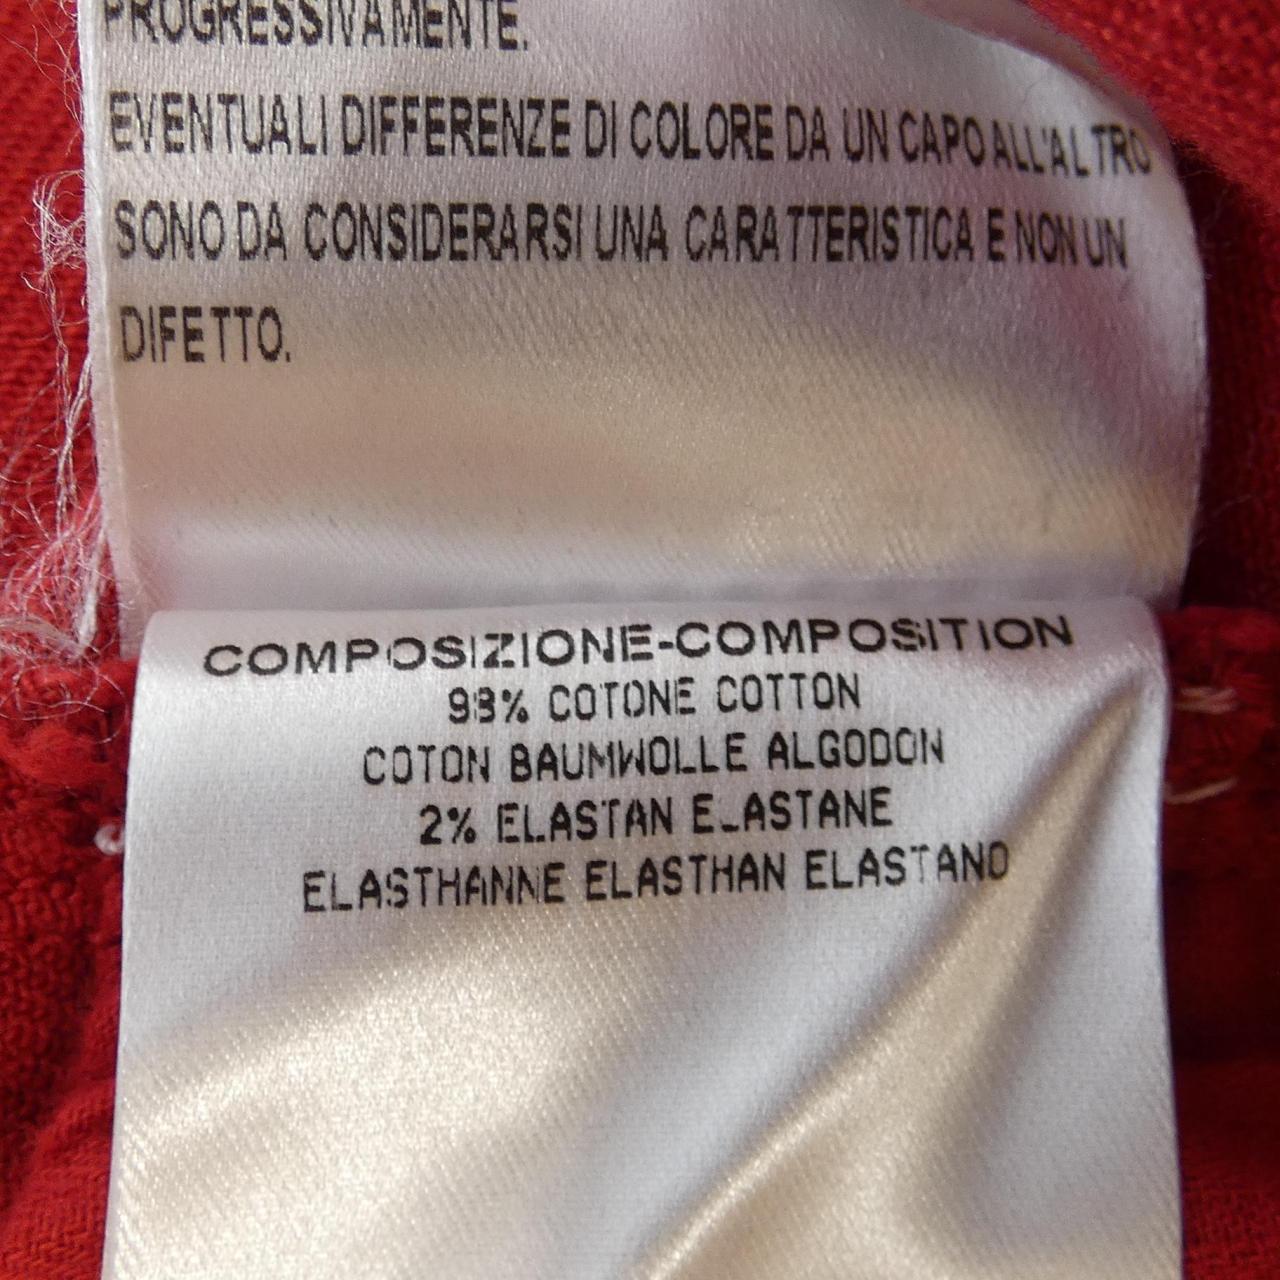 PROGRESSIVAMENTE.
EVENTUALI DIFFERENZE DI COLORE DA UN CAPO ALL'ALTRO
SONO DA CONSIDERARSI UNA CARATTERISTICA E NON UN
DIFETTO.
COMPOSIZIONE-COMPOSITION
98% COTONE COTTON
COTON BAUMWOLLE ALGODON
2% ELASTAN ELASTANE
ELASTHANNE ELASTHAN ELASTANO